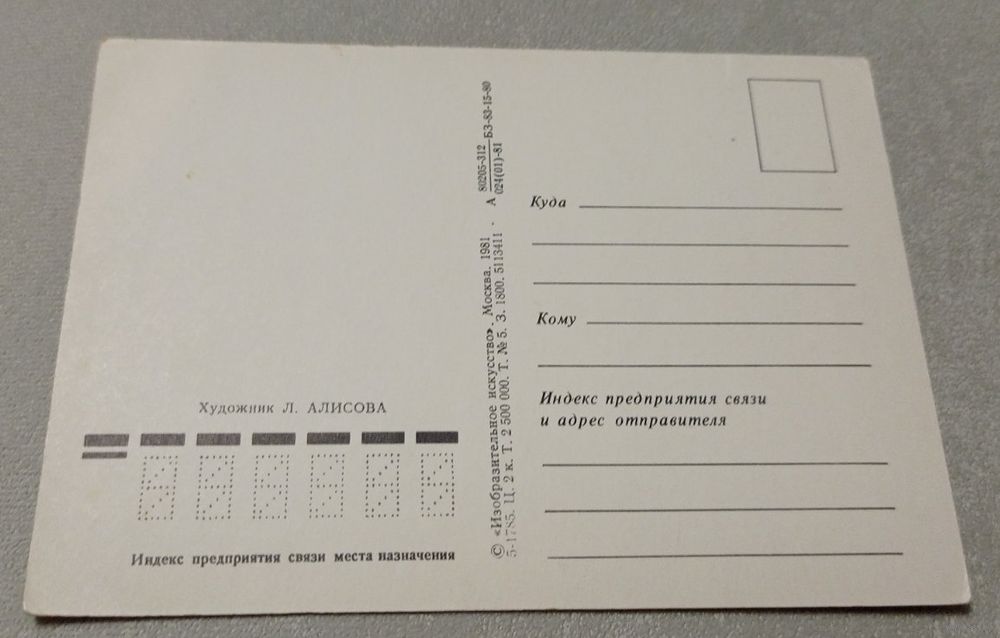 Художник Л. АЛИСОВА
Индекс предприятия связи места назначения
© «Изобразительное искусство». Москва. 1981 · А 80205-312 БЗ-83-15-80
024(01)-81
5-1785. Ц. 2 к. Т. 2 500 000. Т. № 5. З. 1800. 5113411
Куда
Кому
Индекс предприятия связи
и адрес отправителя